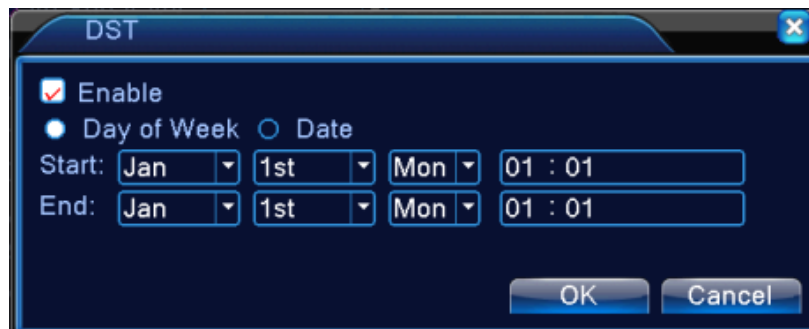 DST
Enable
Day of Week Date
Start: Jan 1st Mon 01 : 01
End: Jan 1st Mon 01 : 01
OK Cancel